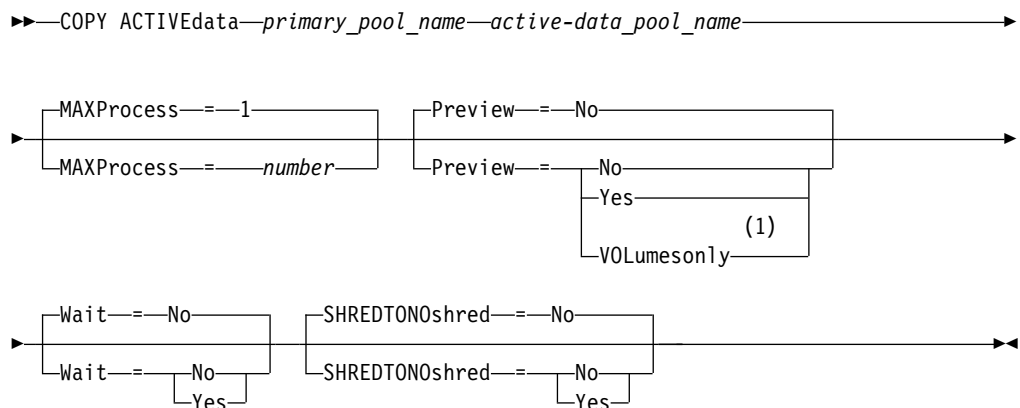 COPY ACTIVEdata primary_pool_name active-data_pool_name
MAXProcess = 1 Preview = No
MAXProcess = number Preview = No
Yes
(1)
VOLumesonly
Wait = No SHREDTONOshred = No
Wait = No SHREDTONOshred = No
Yes Yes